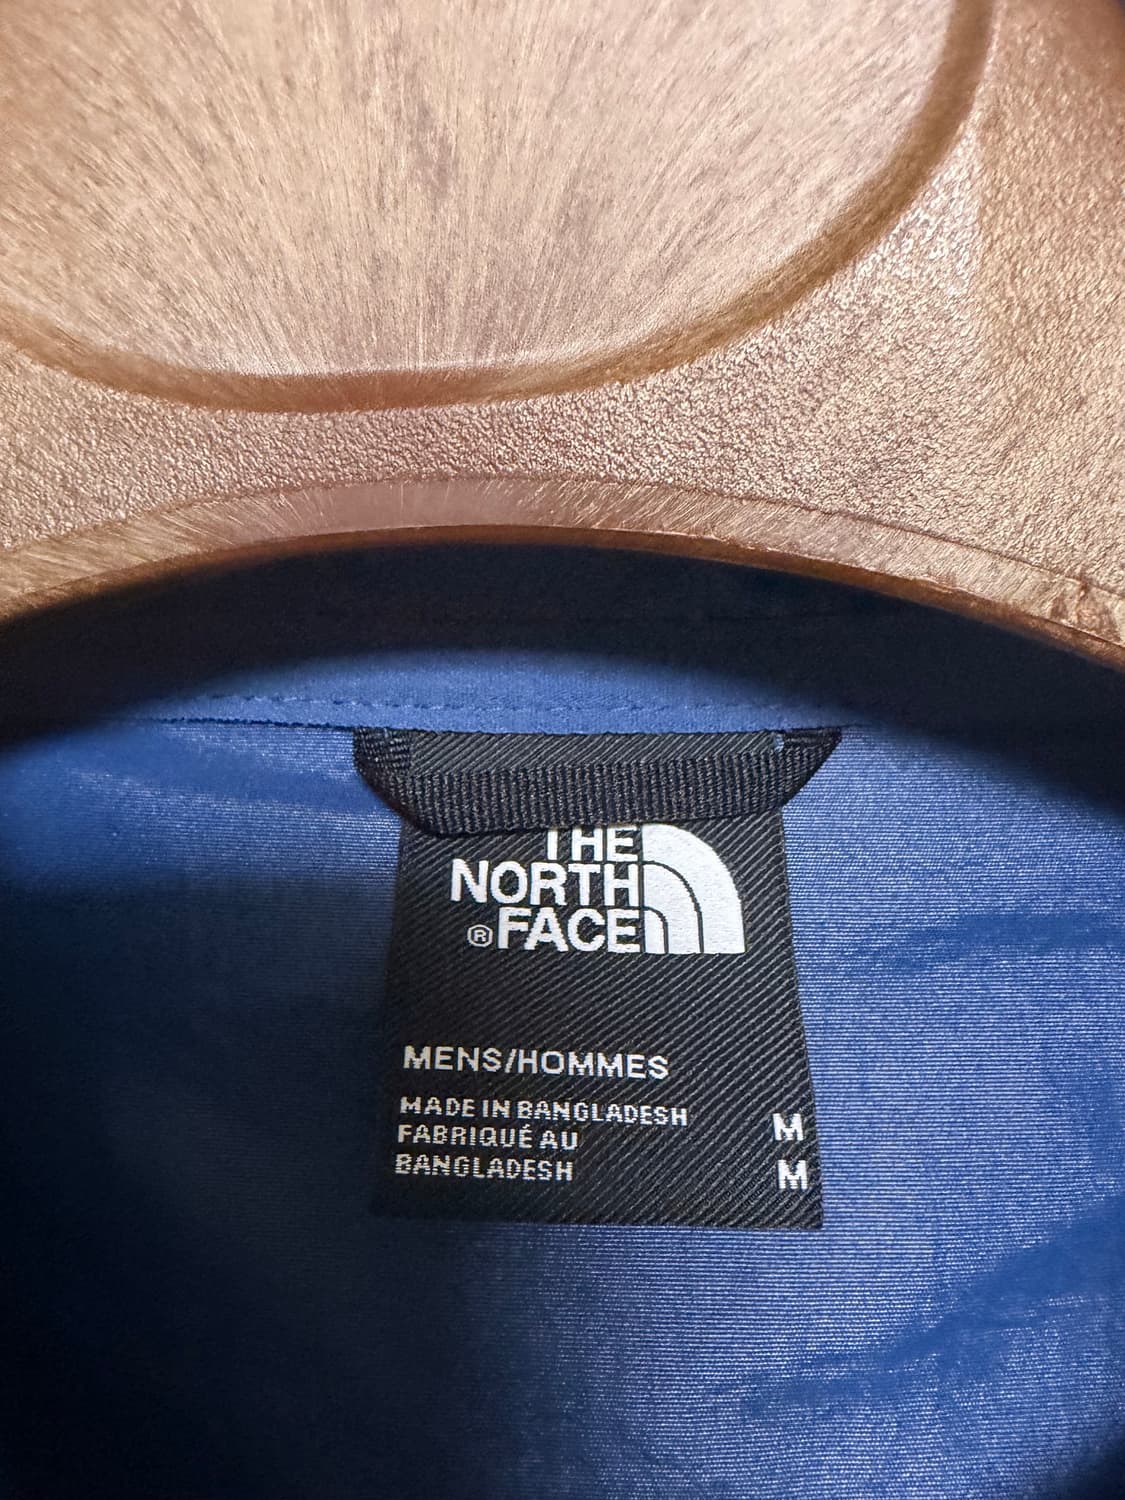 THE
NORTH
®FACE
MENS/HOMMES
MADE IN BANGLADESH
FABRIQUÉ AU
BANGLADESH
M
M